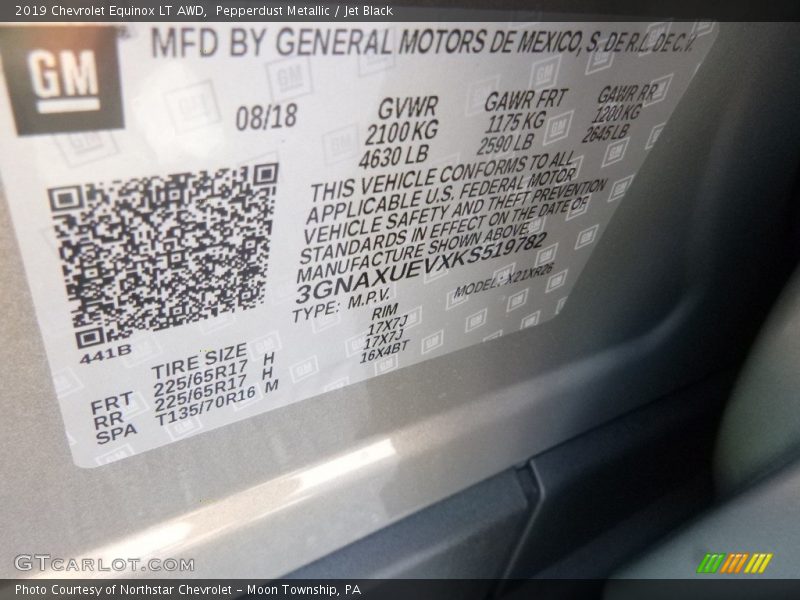 2019 Chevrolet Equinox LT AWD,  Pepperdust Metallic / Jet Black
GM
MFD BY GENERAL MOTORS DE MEXICO, S. DE R.L. DE C.V.
08/18
GVWR
2100 KG
4630 LB
GAWR FRT
1175 KG
2590 LB
GAWR RR
1200 KG
2645 LB
THIS VEHICLE CONFORMS TO ALL
APPLICABLE U.S. FEDERAL MOTOR
VEHICLE SAFETY AND THEFT PREVENTION
STANDARDS IN EFFECT ON THE DATE OF
MANUFACTURE SHOWN ABOVE.
3GNAXUEVXKS519782
TYPE: M.P.V.
MODEL: X21XR26
441B
TIRE SIZE
RIM
FRT 225/65R17 H 17X7J
RR 225/65R17 H 17X7J
SPA T135/70R16 M 16X4BT
GTCARLOT.COM
Photo Courtesy of Northstar Chevrolet – Moon Township, PA